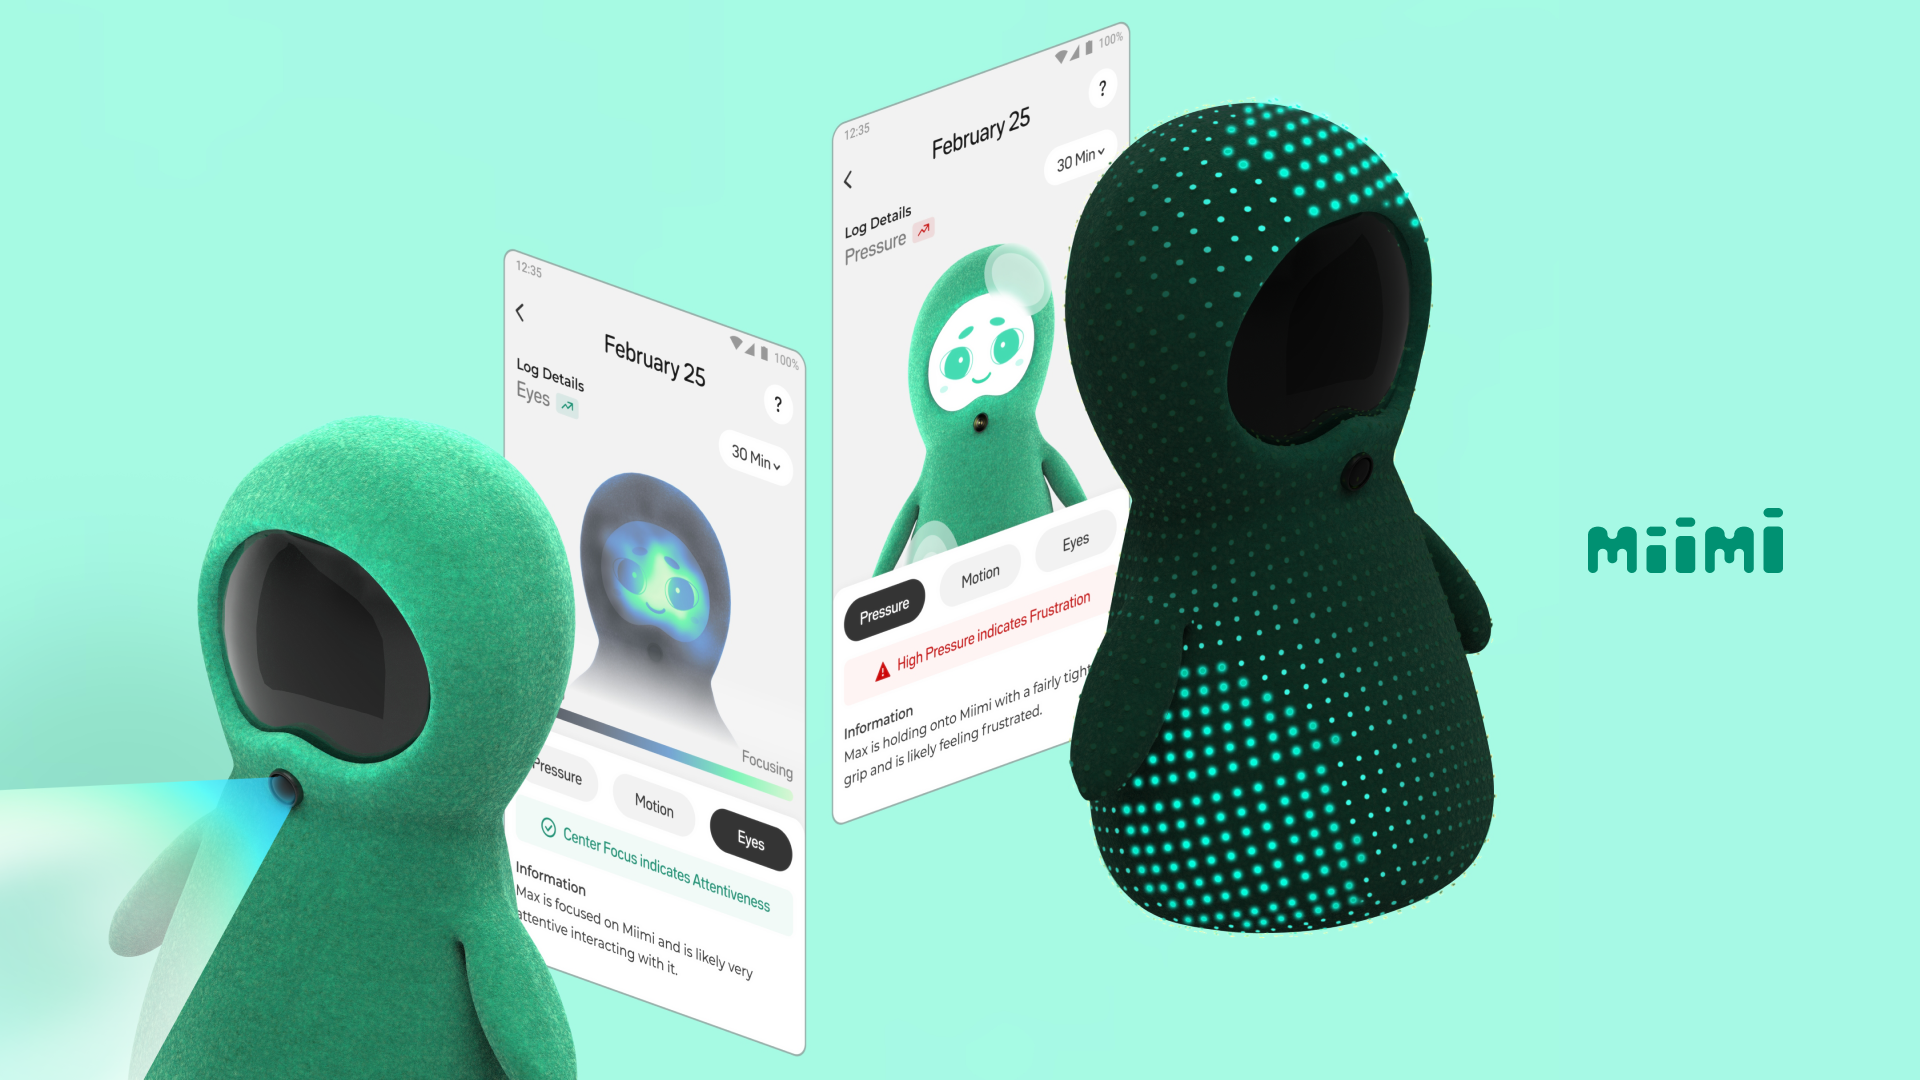 12:35
100%
February 25
?
Log Details
Eyes
30 Min
Focusing
Pressure
Motion
Eyes
Center Focus indicates Attentiveness
Information
Max is focused on Miimi and is likely very
attentive interacting with it.
12:35
100%
February 25
?
30 Min
Log Details
Pressure
Pressure
Motion
Eyes
High Pressure indicates Frustration
Information
Max is holding onto Miimi with a fairly tight
grip and is likely feeling frustrated.
Miimi